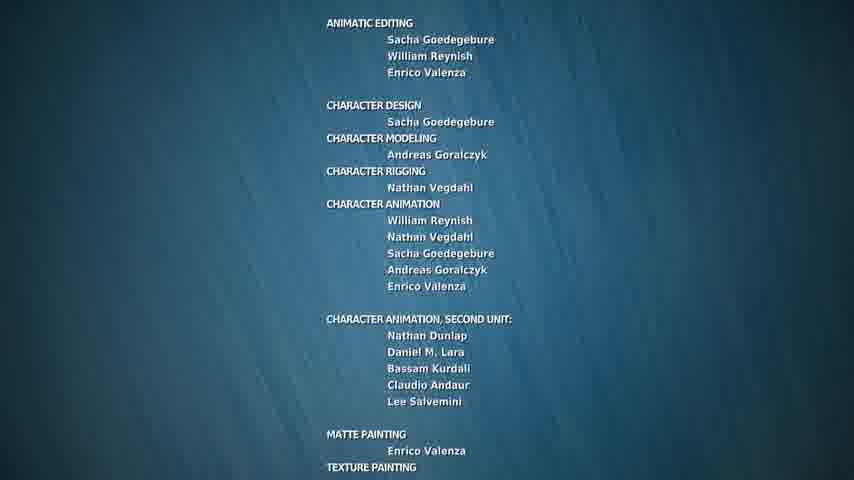 ANIMATIC EDITING
Sacha Goedegebure
William Reynish
Enrico Valenza
CHARACTER DESIGN
Sacha Goedegebure
CHARACTER MODELING
Andreas Goralczyk
CHARACTER RIGGING
Nathan Vegdahl
CHARACTER ANIMATION
William Reynish
Nathan Vegdahl
Sacha Goedegebure
Andreas Goralczyk
Enrico Valenza
CHARACTER ANIMATION, SECOND UNIT:
Nathan Dunlap
Daniel M. Lara
Bassam Kurdali
Claudio Andaur
Lee Salvemini
MATTE PAINTING
Enrico Valenza
TEXTURE PAINTING